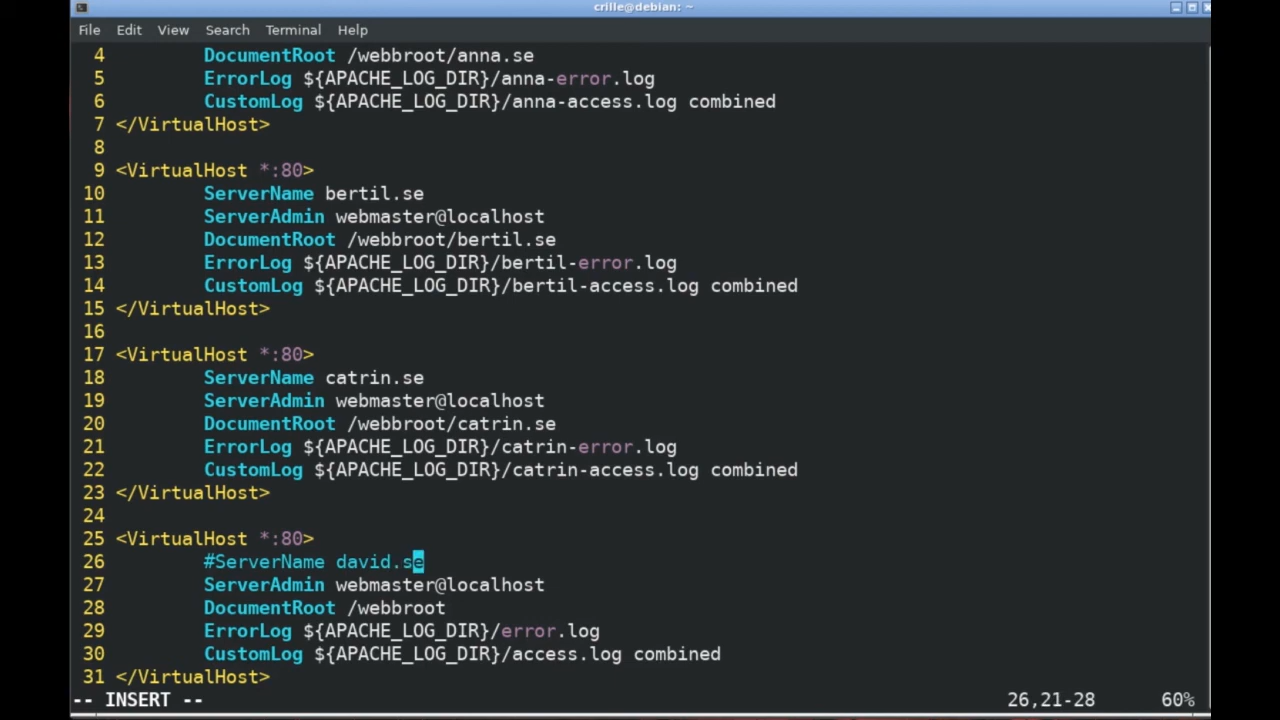 crille@debian: ~
File Edit View Search Terminal Help
4 DocumentRoot /webbroot/anna.se
5 ErrorLog ${APACHE_LOG_DIR}/anna-error.log
6 CustomLog ${APACHE_LOG_DIR}/anna-access.log combined
7 </VirtualHost>
8
9 <VirtualHost *:80>
10 ServerName bertil.se
11 ServerAdmin webmaster@localhost
12 DocumentRoot /webbroot/bertil.se
13 ErrorLog ${APACHE_LOG_DIR}/bertil-error.log
14 CustomLog ${APACHE_LOG_DIR}/bertil-access.log combined
15 </VirtualHost>
16
17 <VirtualHost *:80>
18 ServerName catrin.se
19 ServerAdmin webmaster@localhost
20 DocumentRoot /webbroot/catrin.se
21 ErrorLog ${APACHE_LOG_DIR}/catrin-error.log
22 CustomLog ${APACHE_LOG_DIR}/catrin-access.log combined
23 </VirtualHost>
24
25 <VirtualHost *:80>
26 #ServerName david.se
27 ServerAdmin webmaster@localhost
28 DocumentRoot /webbroot
29 ErrorLog ${APACHE_LOG_DIR}/error.log
30 CustomLog ${APACHE_LOG_DIR}/access.log combined
31 </VirtualHost>
-- INSERT -- 26,21-28 60%